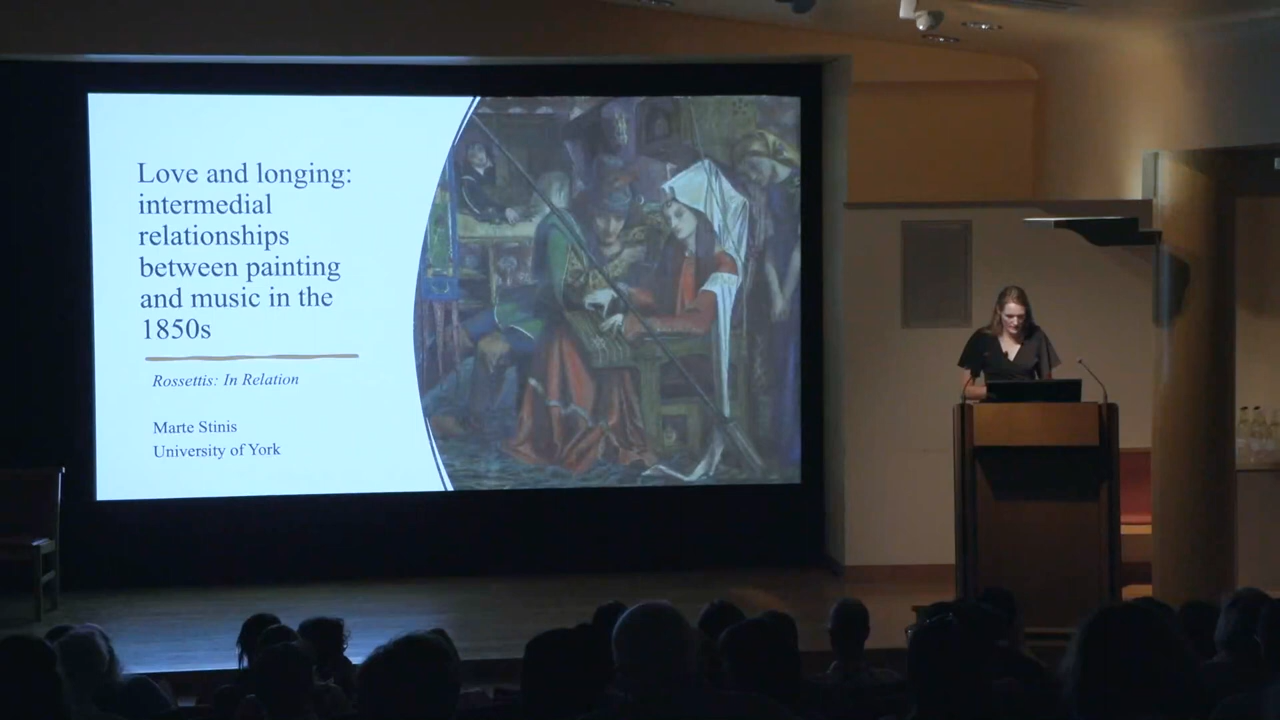 Love and longing:
intermedial
relationships
between painting
and music in the
1850s
Rossettis: In Relation
Marte Stinis
University of York